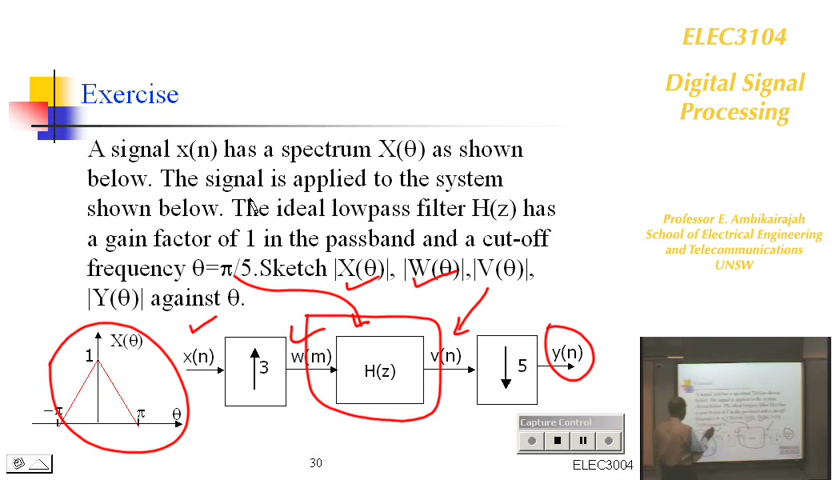 ELEC3104
Digital Signal
Processing
Professor E. Ambikairajah
School of Electrical Engineering
and Telecommunications
UNSW
Exercise
A signal x(n) has a spectrum X(θ) as shown
below. The signal is applied to the system
shown below. The ideal lowpass filter H(z) has
a gain factor of 1 in the passband and a cut-off
frequency θ=π/5.Sketch |X(θ)|, |W(θ)|,|V(θ)|,
|Y(θ)| against θ.
X(θ)
1
-π
π
θ
x(n)
↑3
w(m)
H(z)
v(n)
↓ 5
y(n)
Capture Control
30
ELEC3004